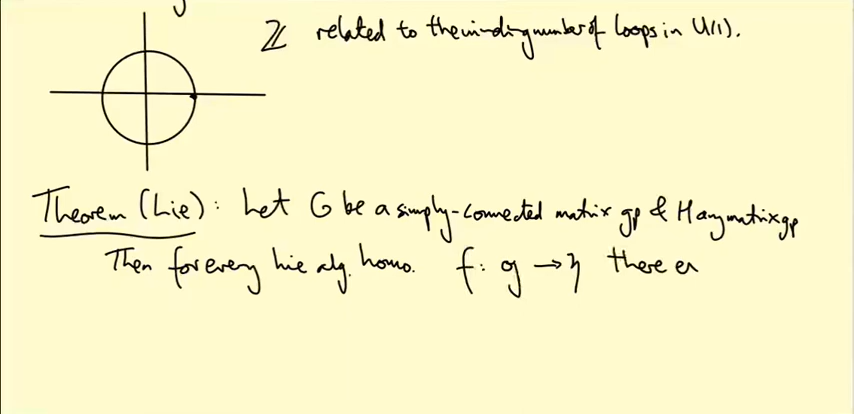 ℤ related to the winding number of loops in U(1).
Theorem (Lie): Let G be a simply-connected matrix gp & H any matrix gp
Then for every Lie alg. homo. f: g → η there ex